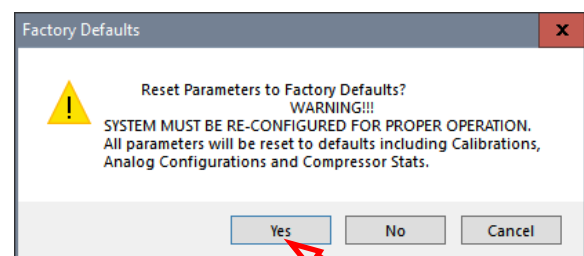 Factory Defaults
x
Reset Parameters to Factory Defaults?
WARNING!!!
SYSTEM MUST BE RE-CONFIGURED FOR PROPER OPERATION.
All parameters will be reset to defaults including Calibrations,
Analog Configurations and Compressor Stats.
Yes No Cancel